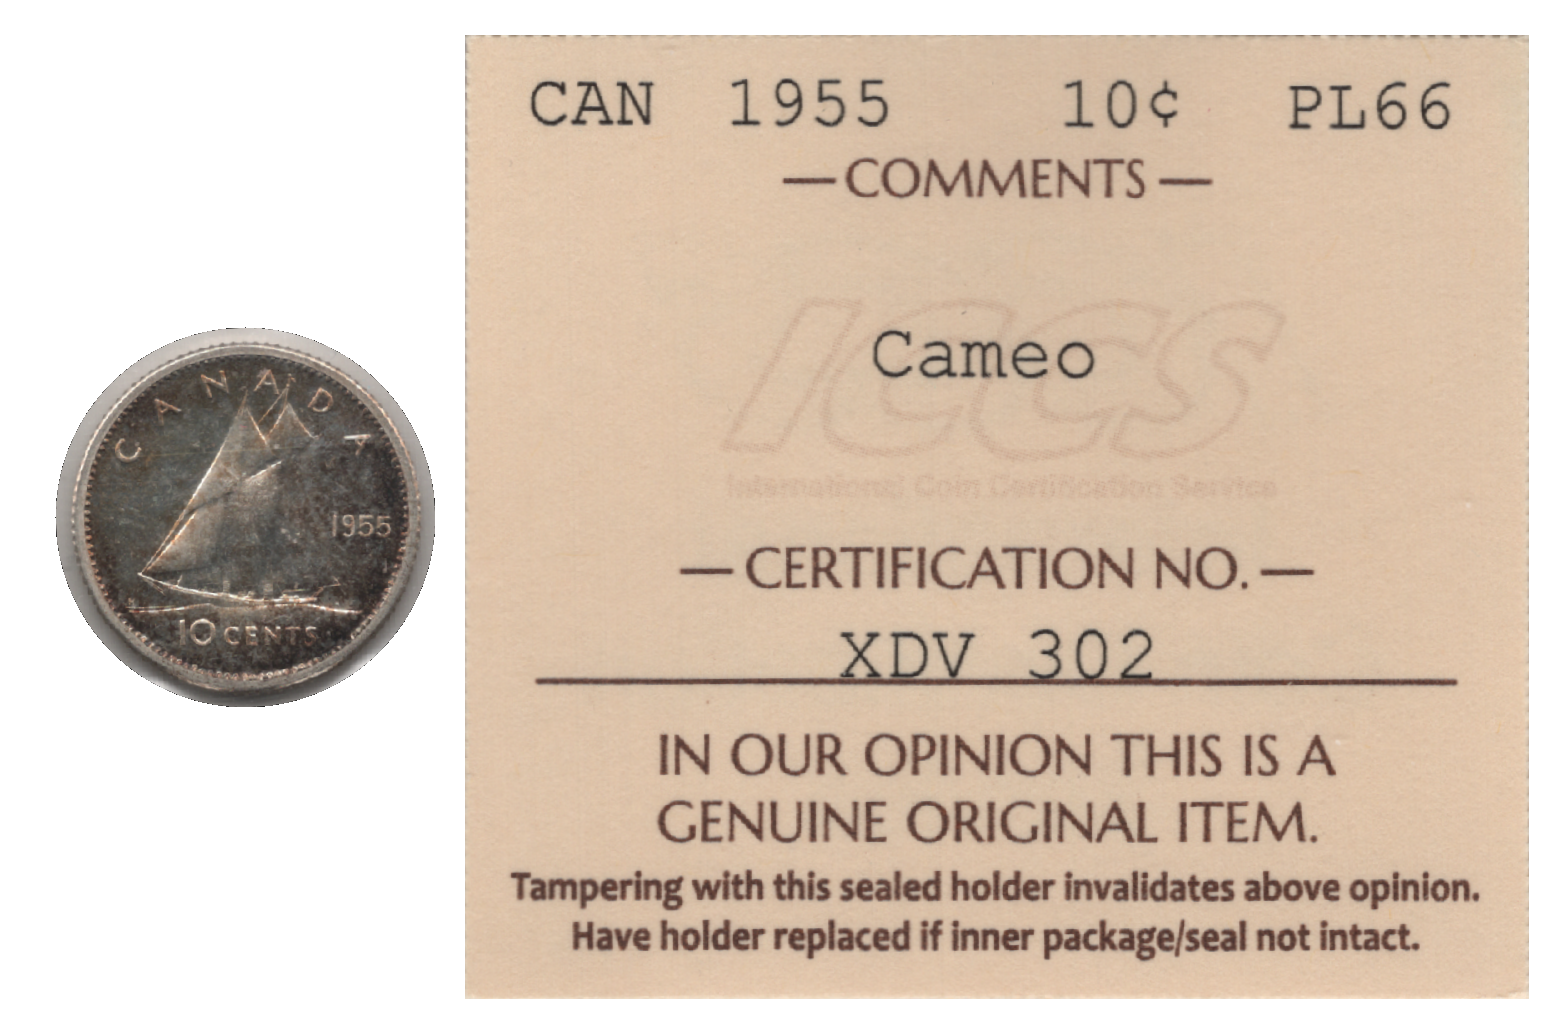 CANADA
1955
10 CENTS
CAN 1955 10¢ PL66
—COMMENTS—
ICCS
Cameo
International Coin Certification Service
—CERTIFICATION NO.—
XDV 302
IN OUR OPINION THIS IS A
GENUINE ORIGINAL ITEM.
Tampering with this sealed holder invalidates above opinion.
Have holder replaced if inner package/seal not intact.